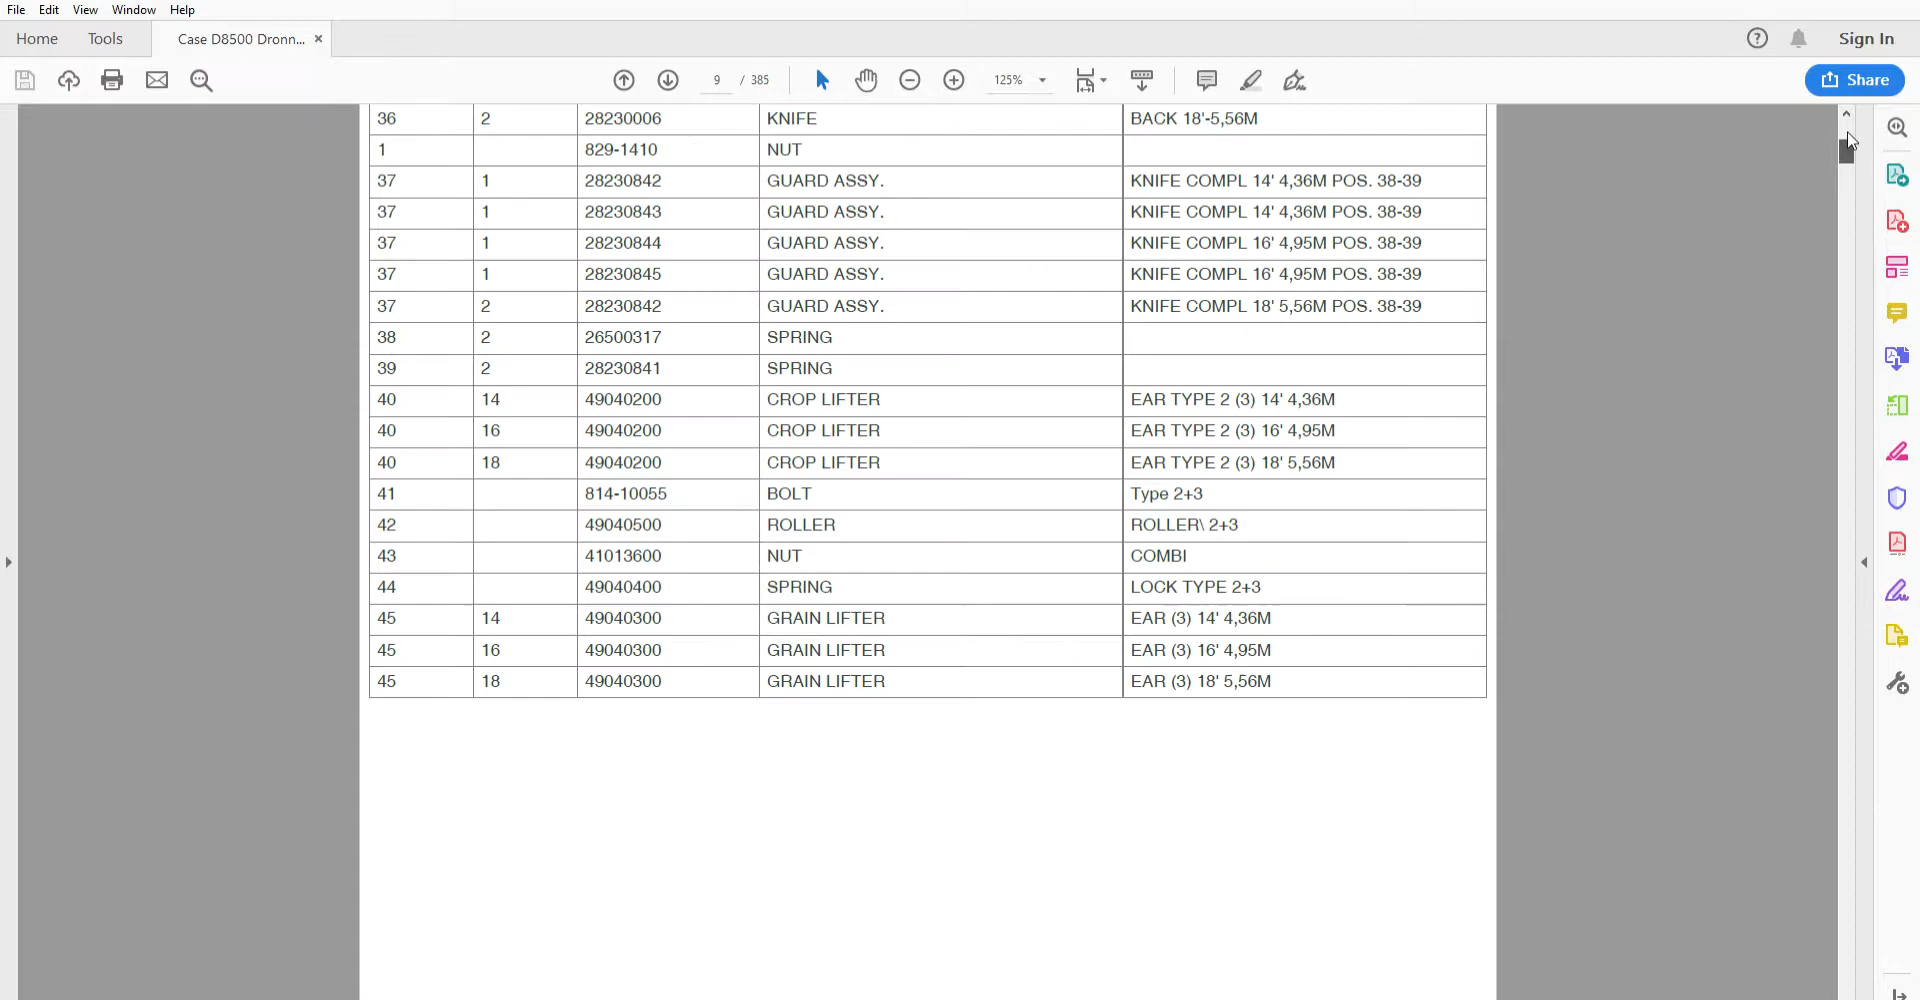 File Edit View Window Help
Home Tools Case D8500 Dronn... × Sign In
9 / 385 125% Share
36 2 28230006 KNIFE BACK 18'-5,56M
1 829-1410 NUT
37 1 28230842 GUARD ASSY. KNIFE COMPL 14' 4,36M POS. 38-39
37 1 28230843 GUARD ASSY. KNIFE COMPL 14' 4,36M POS. 38-39
37 1 28230844 GUARD ASSY. KNIFE COMPL 16' 4,95M POS. 38-39
37 1 28230845 GUARD ASSY. KNIFE COMPL 16' 4,95M POS. 38-39
37 2 28230842 GUARD ASSY. KNIFE COMPL 18' 5,56M POS. 38-39
38 2 26500317 SPRING
39 2 28230841 SPRING
40 14 49040200 CROP LIFTER EAR TYPE 2 (3) 14' 4,36M
40 16 49040200 CROP LIFTER EAR TYPE 2 (3) 16' 4,95M
40 18 49040200 CROP LIFTER EAR TYPE 2 (3) 18' 5,56M
41 814-10055 BOLT Type 2+3
42 49040500 ROLLER ROLLER\ 2+3
43 41013600 NUT COMBI
44 49040400 SPRING LOCK TYPE 2+3
45 14 49040300 GRAIN LIFTER EAR (3) 14' 4,36M
45 16 49040300 GRAIN LIFTER EAR (3) 16' 4,95M
45 18 49040300 GRAIN LIFTER EAR (3) 18' 5,56M